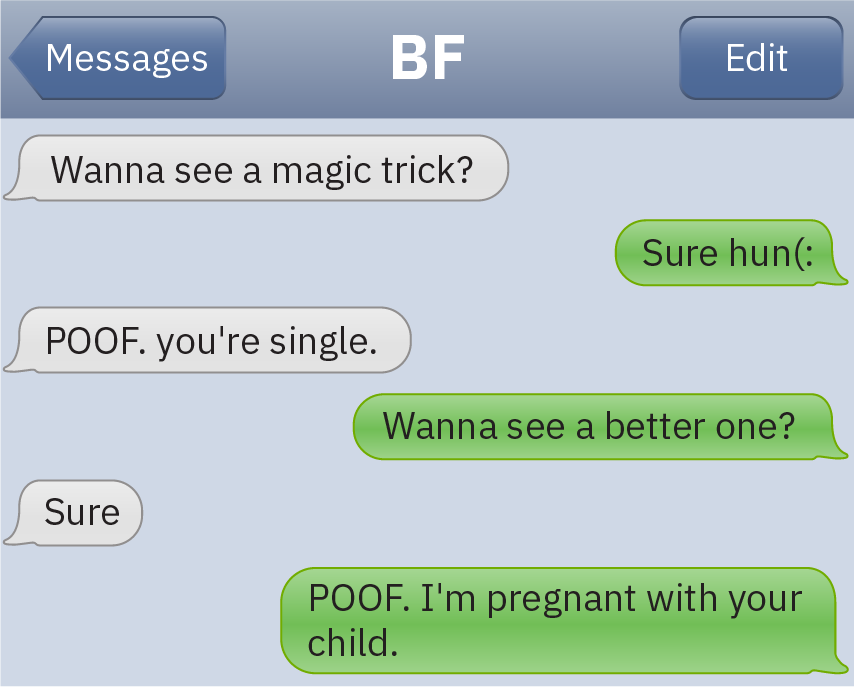 Messages
BF
Edit
Wanna see a magic trick?
Sure hun(:
POOF. you're single.
Wanna see a better one?
Sure
POOF. I'm pregnant with your
child.